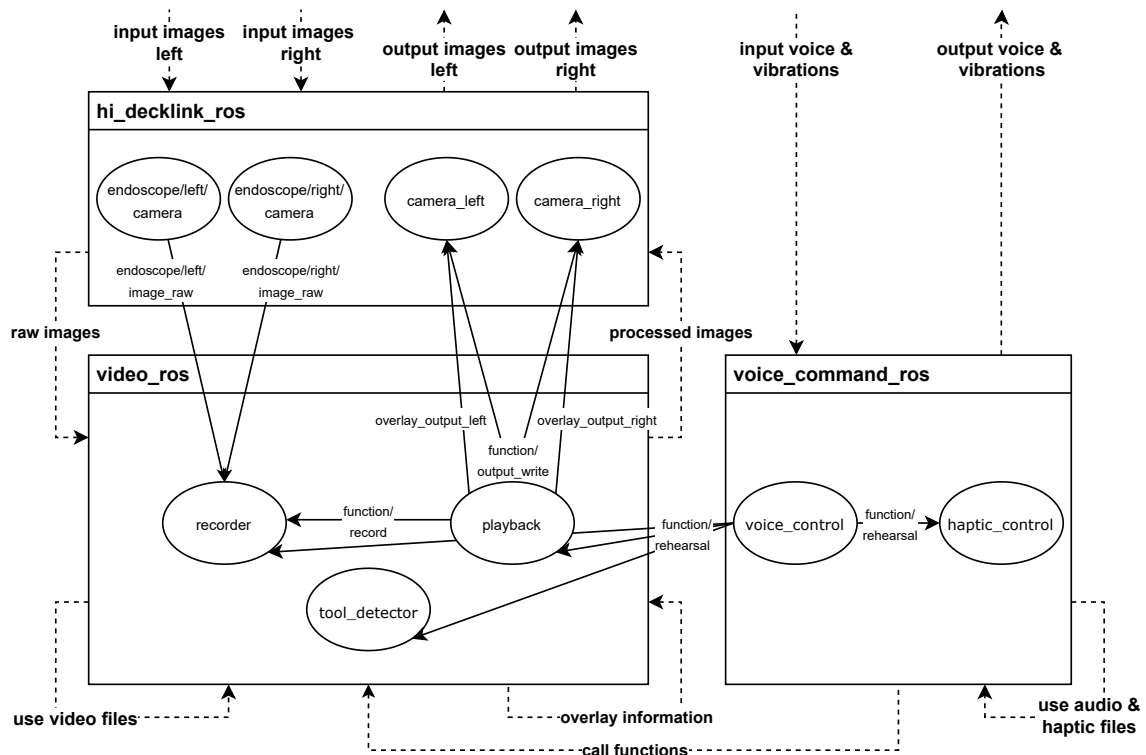 input images
left
input images
right
output images
left
output images
right
input voice &
vibrations
output voice &
vibrations
hi_decklink_ros
endoscope/left/
camera
endoscope/right/
camera
camera_left
camera_right
endoscope/left/
image_raw
endoscope/right/
image_raw
raw images
processed images
video_ros
voice_command_ros
overlay_output_left
overlay_output_right
function/
output_write
recorder
function/
record
playback
function/
rehearsal
voice_control
function/
rehearsal
haptic_control
tool_detector
use video files
overlay information
use audio &
haptic files
call functions